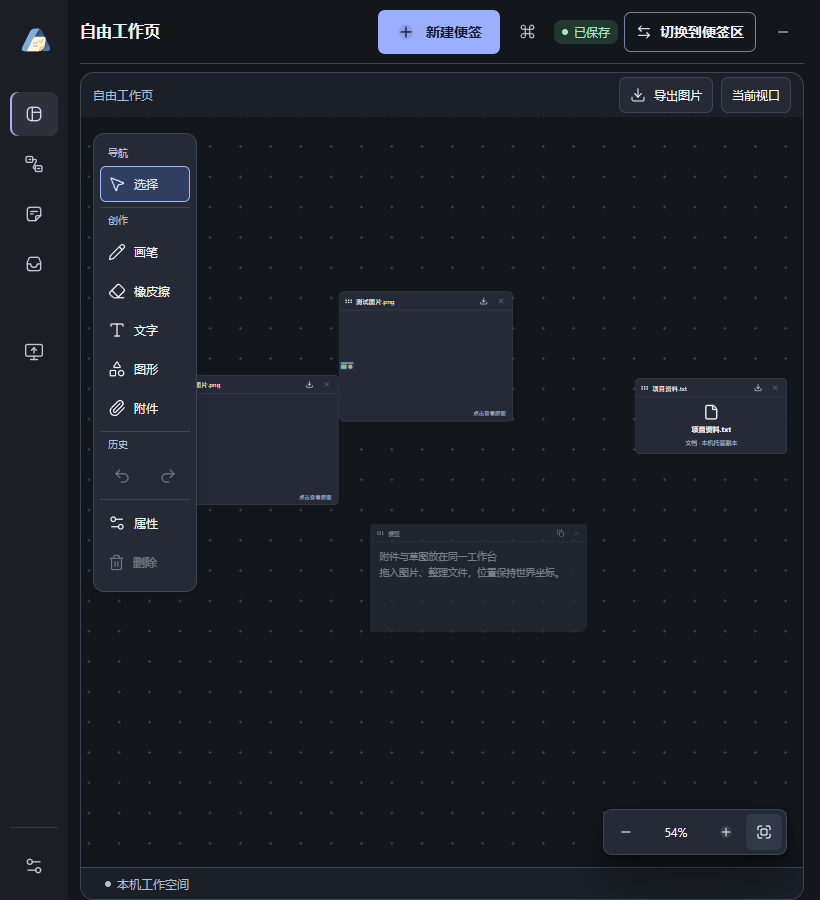 自由工作页
新建便签
已保存
切换到便签区
自由工作页
导出图片
当前视口
导航
选择
创作
画笔
橡皮擦
文字
图形
附件
历史
属性
删除
测试图片.png
点击查看原图
图片.png
点击查看原图
项目资料.txt
项目资料.txt
文档 · 本机托管副本
便签
附件与草图放在同一工作台
拖入图片、整理文件，位置保持世界坐标。
54%
本机工作空间